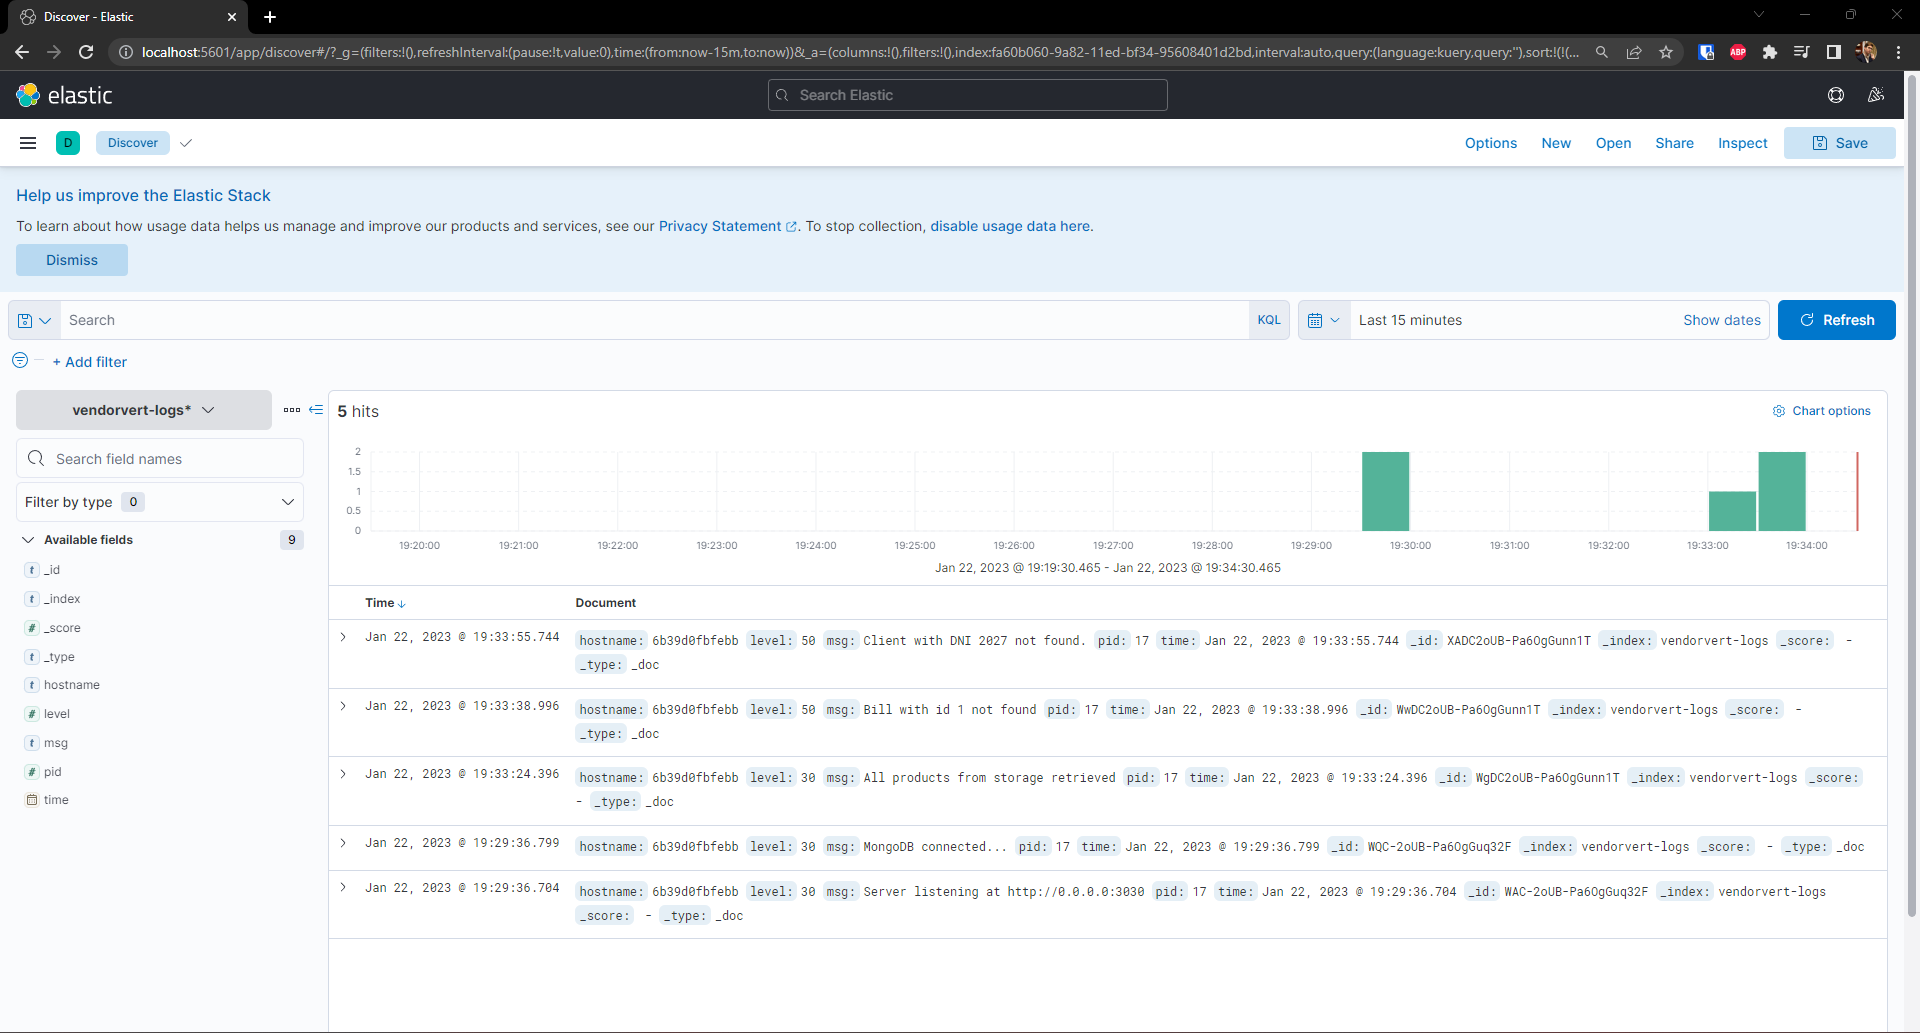 Discover - Elastic
localhost:5601/app/discover#/?_g=(filters:!(),refreshInterval:(pause:!t,value:0),time:(from:now-15m,to:now))&_a=(columns:!(),filters:!(),index:fa60b060-9a82-11ed-bf34-95608401d2bd,interval:auto,query:(language:kuery,query:''),sort:!(!(...
ABP
elastic
Search Elastic
D
Discover
Options
New
Open
Share
Inspect
Save
Help us improve the Elastic Stack
To learn about how usage data helps us manage and improve our products and services, see our Privacy Statement. To stop collection, disable usage data here.
Dismiss
Search
KQL
Last 15 minutes
Show dates
Refresh
+ Add filter
vendorvert-logs*
5 hits
Chart options
Search field names
Filter by type 0
Available fields 9
t _id
t _index
# _score
t _type
t hostname
# level
t msg
# pid
time
2
1.5
1
0.5
0
19:20:00 19:21:00 19:22:00 19:23:00 19:24:00 19:25:00 19:26:00 19:27:00 19:28:00 19:29:00 19:30:00 19:31:00 19:32:00 19:33:00 19:34:00
Jan 22, 2023 @ 19:19:30.465 - Jan 22, 2023 @ 19:34:30.465
Time Document
Jan 22, 2023 @ 19:33:55.744 hostname: 6b39d0fbfebb level: 50 msg: Client with DNI 2027 not found. pid: 17 time: Jan 22, 2023 @ 19:33:55.744 _id: XADC2oUB-Pa6OgGunn1T _index: vendorvert-logs _score: -
_type: _doc
Jan 22, 2023 @ 19:33:38.996 hostname: 6b39d0fbfebb level: 50 msg: Bill with id 1 not found pid: 17 time: Jan 22, 2023 @ 19:33:38.996 _id: WwDC2oUB-Pa6OgGunn1T _index: vendorvert-logs _score: -
_type: _doc
Jan 22, 2023 @ 19:33:24.396 hostname: 6b39d0fbfebb level: 30 msg: All products from storage retrieved pid: 17 time: Jan 22, 2023 @ 19:33:24.396 _id: WgDC2oUB-Pa6OgGunn1T _index: vendorvert-logs _score:
- _type: _doc
Jan 22, 2023 @ 19:29:36.799 hostname: 6b39d0fbfebb level: 30 msg: MongoDB connected... pid: 17 time: Jan 22, 2023 @ 19:29:36.799 _id: WQC-2oUB-Pa6OgGuq32F _index: vendorvert-logs _score: - _type: _doc
Jan 22, 2023 @ 19:29:36.704 hostname: 6b39d0fbfebb level: 30 msg: Server listening at http://0.0.0.0:3030 pid: 17 time: Jan 22, 2023 @ 19:29:36.704 _id: WAC-2oUB-Pa6OgGuq32F _index: vendorvert-logs
_score: - _type: _doc